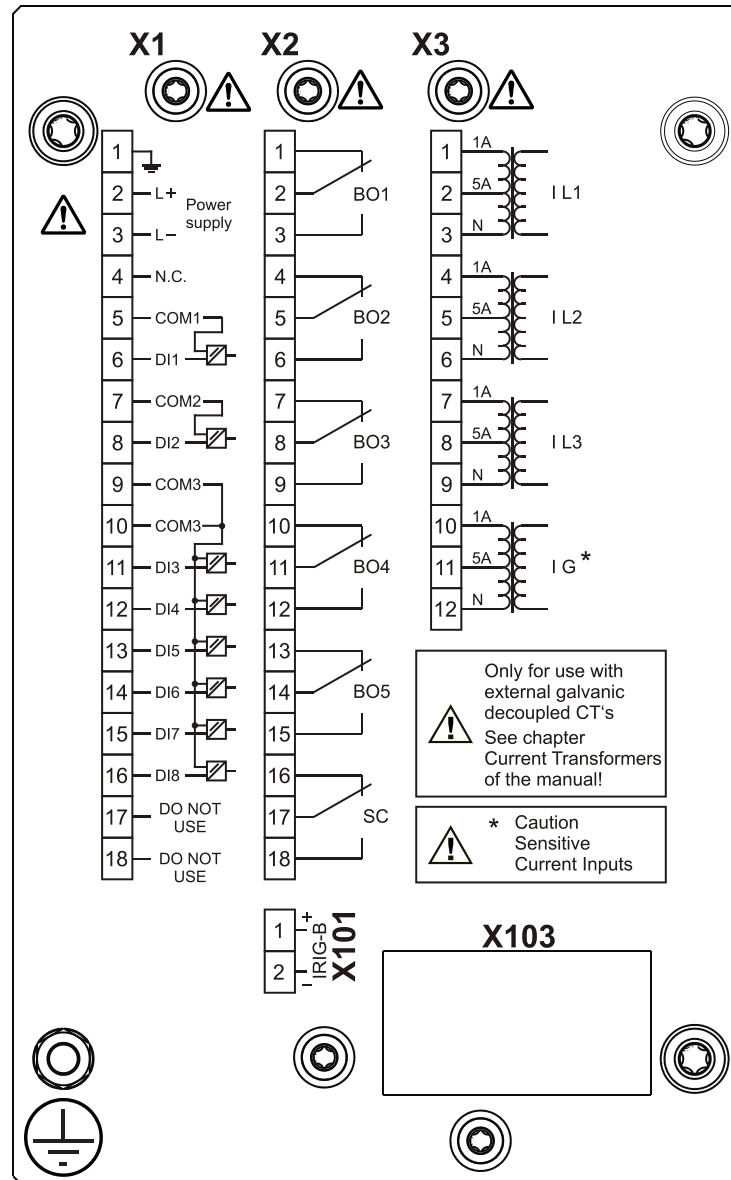 X1
X2
X3
1
2 L+
3 L−
Power
supply
4 N.C.
5 COM1
6 DI1
7 COM2
8 DI2
9 COM3
10 COM3
11 DI3
12 DI4
13 DI5
14 DI6
15 DI7
16 DI8
17 DO NOT
USE
18 DO NOT
USE
1
2 BO1
3
4
5 BO2
6
7
8 BO3
9
10
11 BO4
12
13
14 BO5
15
16
17 SC
18
1 1A
2 5A I L1
3 N
4 1A
5 5A I L2
6 N
7 1A
8 5A I L3
9 N
10 1A
11 5A I G *
12 N
Only for use with
external galvanic
decoupled CT's
See chapter
Current Transformers
of the manual!
* Caution
Sensitive
Current Inputs
1 +
2 −
IRIG-B
X101
X103